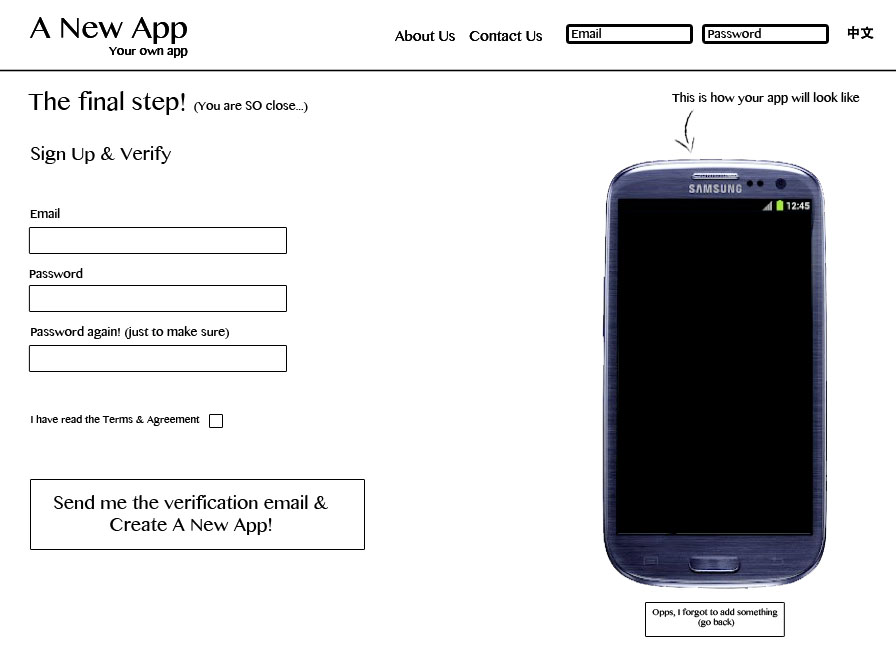 A New App
Your own app
About Us
Contact Us
Email
Password
中文
The final step! (You are SO close...)
This is how your app will look like
Sign Up & Verify
SAMSUNG
12:45
Email
Password
Password again! (just to make sure)
I have read the Terms & Agreement
Send me the verification email &
Create A New App!
Opps, I forgot to add something
(go back)